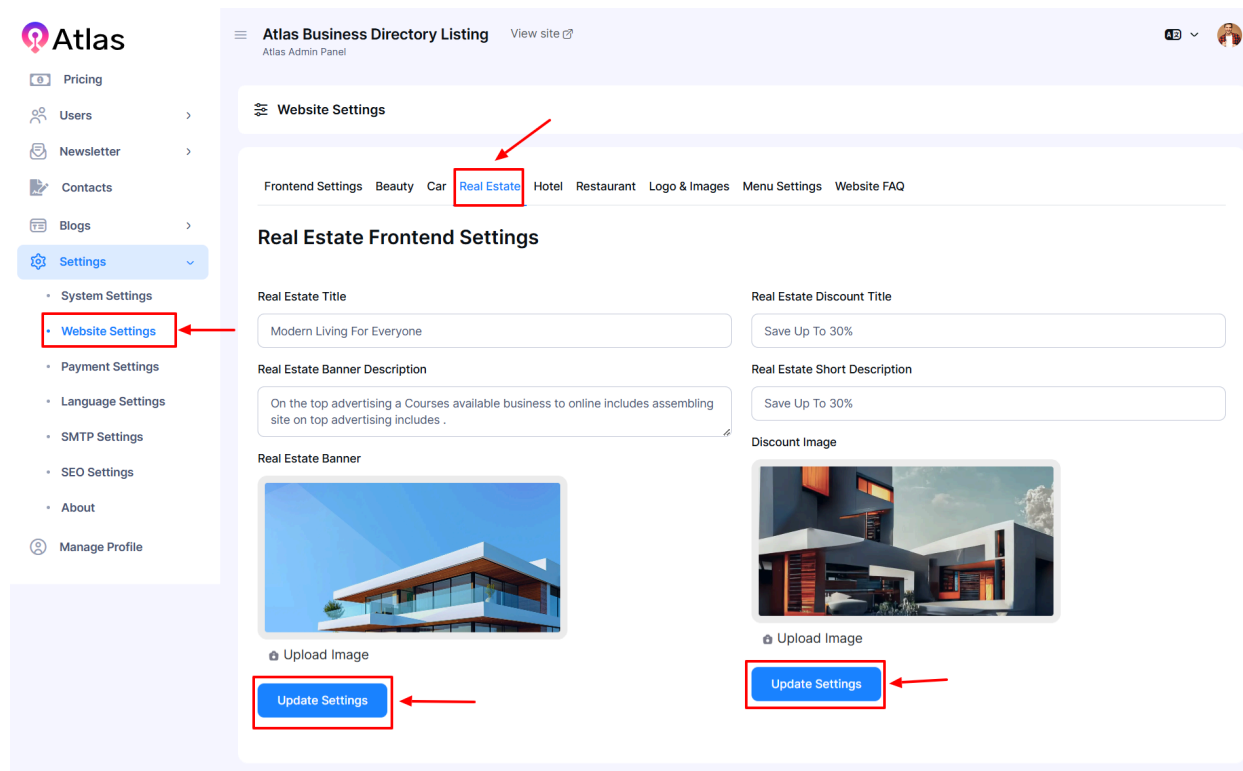 Atlas
Pricing
Users
Newsletter
Contacts
Blogs
Settings
System Settings
Website Settings
Payment Settings
Language Settings
SMTP Settings
SEO Settings
About
Manage Profile
Atlas Business Directory Listing View site
Atlas Admin Panel
Website Settings
Frontend Settings Beauty Car Real Estate Hotel Restaurant Logo & Images Menu Settings Website FAQ
Real Estate Frontend Settings
Real Estate Title
Modern Living For Everyone
Real Estate Banner Description
On the top advertising a Courses available business to online includes assembling
site on top advertising includes .
Real Estate Banner
Upload Image
Update Settings
Real Estate Discount Title
Save Up To 30%
Real Estate Short Description
Save Up To 30%
Discount Image
Upload Image
Update Settings